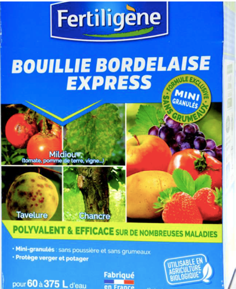 Fertiligène
BOUILLIE BORDELAISE
EXPRESS
FORMULE EXCLUSIVE
MINI
GRANULÉS
SANS GRUMEAUX
Mildiou
(tomate, pomme de terre, vigne...)
Tavelure
Chancre
POLYVALENT & EFFICACE SUR DE NOMBREUSES MALADIES
• Mini-granulés : sans poussière et sans grumeaux
• Protège verger et potager
pour 60 à 375 L d'eau
Fabriqué
en France
UTILISABLE EN
AGRICULTURE
BIOLOGIQUE